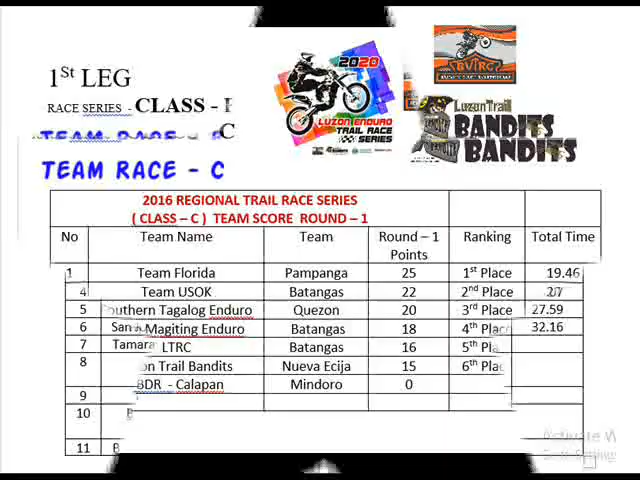 1St LEG
RACE SERIES - CLASS -
C
TEAM RACE - C
2020
LUZON ENDURO
TRAIL RACE
SERIES
BVTRC
Luzon Trail
BANDITS
BANDITS
2016 REGIONAL TRAIL RACE SERIES
( CLASS – C ) TEAM SCORE ROUND – 1
No Team Name Team Round – 1 Points Ranking Total Time
1 Team Florida Pampanga 25 1st Place 19.46
4 Team USOK Batangas 22 2nd Place
5 Southern Tagalog Enduro Quezon 20 3rd Place 27.59
6 Magiting Enduro Batangas 18 4th 32.16
7 Tamara LTRC Batangas 16 5th
8 Trail Bandits Nueva Ecija 15 6th
BDR – Calapan Mindoro 0
9
10
11